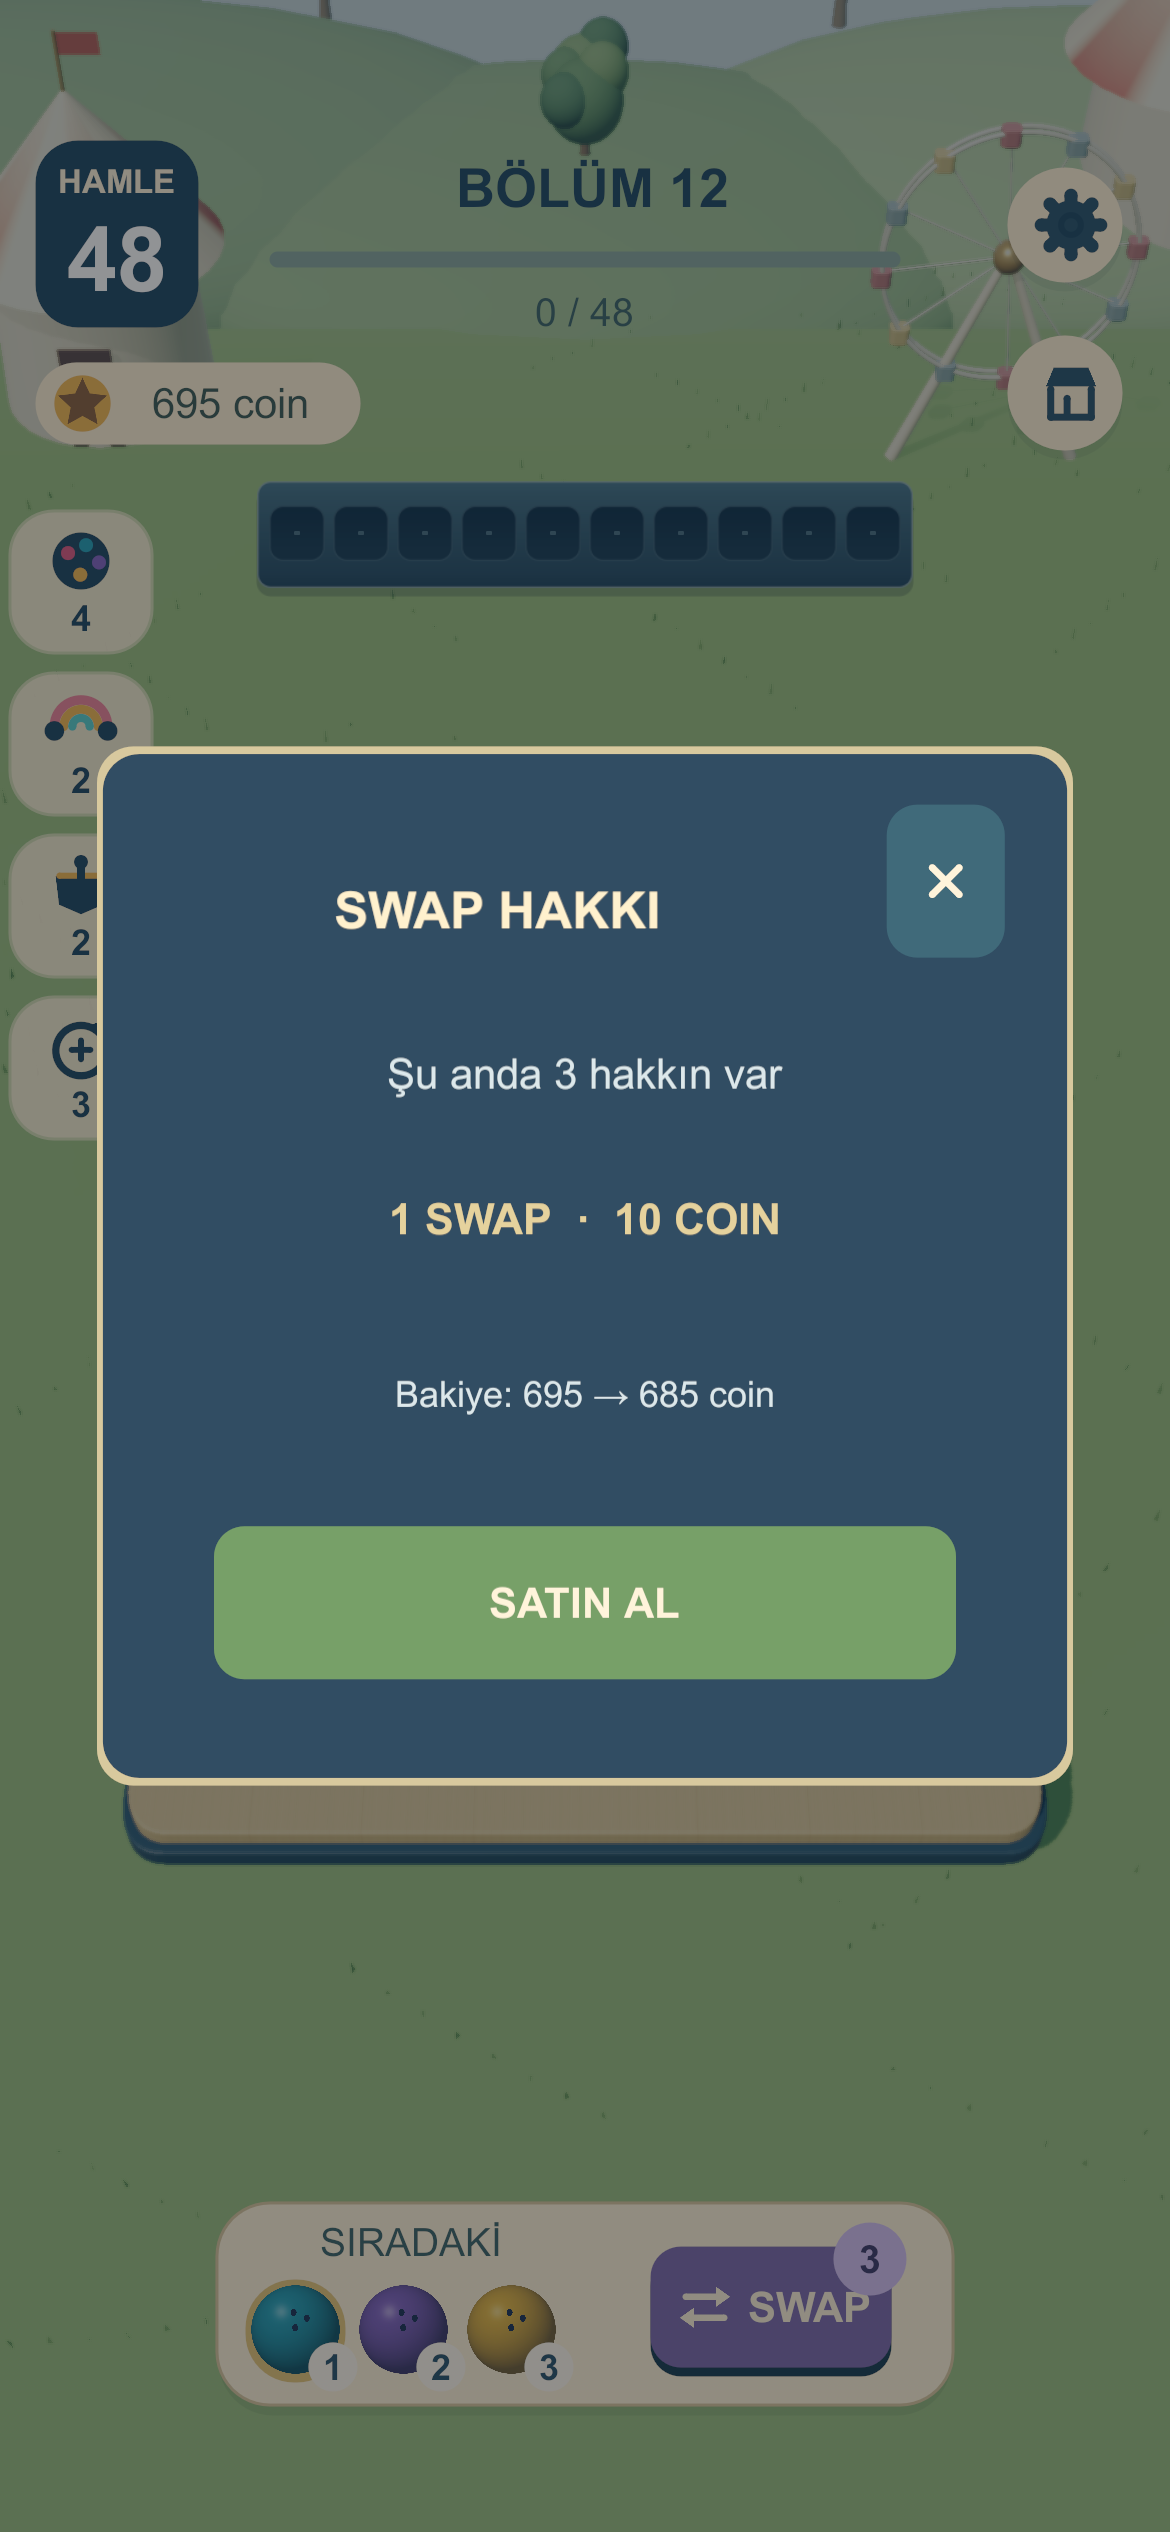 HAMLE
48
BÖLÜM 12
0 / 48
695 coin
4
2
2
3
SWAP HAKKI
Şu anda 3 hakkın var
1 SWAP · 10 COIN
Bakiye: 695 → 685 coin
SATIN AL
SIRADAKİ
1
2
3
SWAP
3